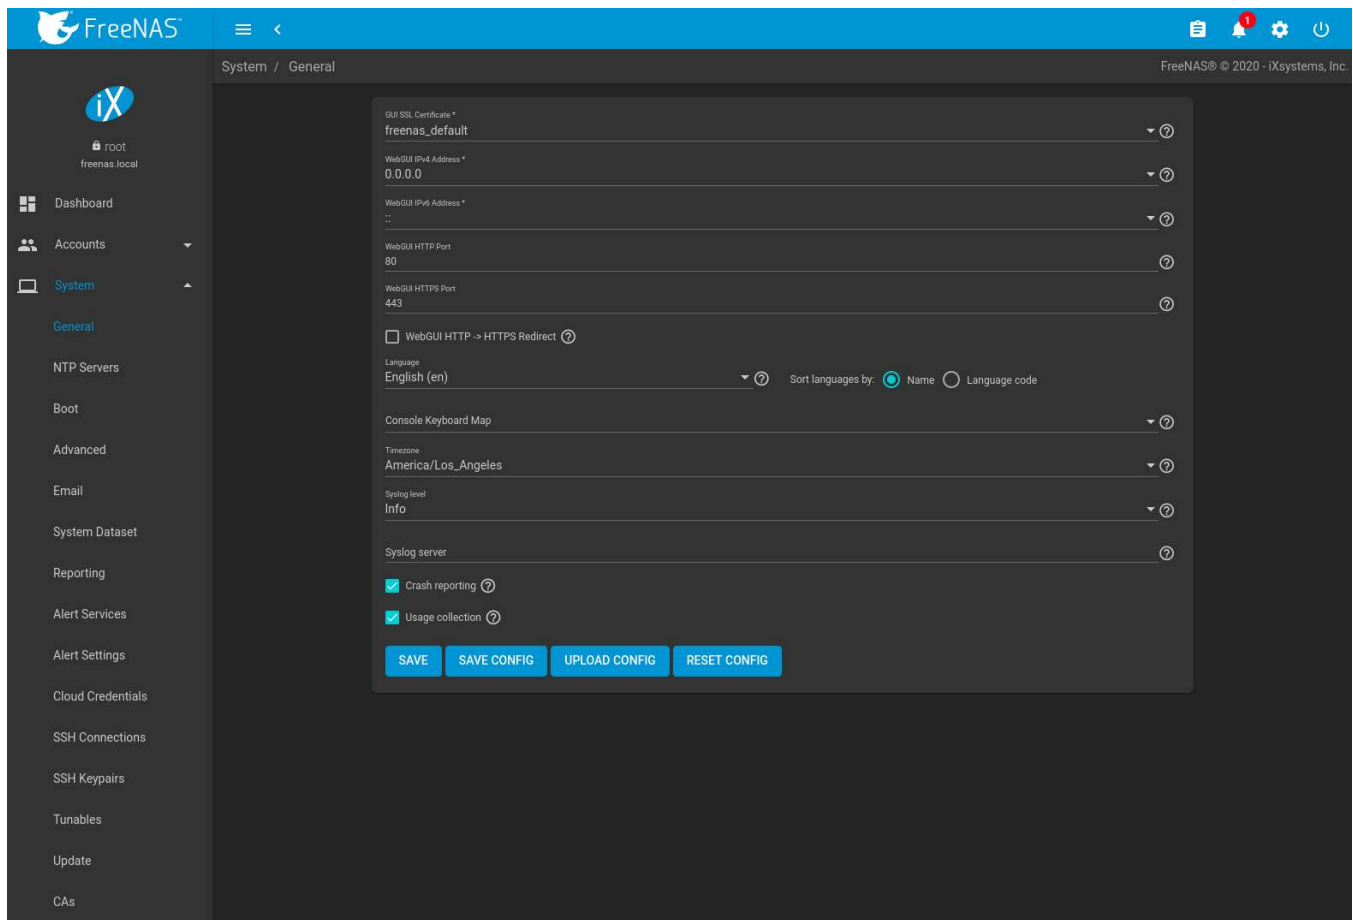 FreeNAS™
1
System / General
FreeNAS® © 2020 - iXsystems, Inc.
iX
root
freenas.local
Dashboard
Accounts
System
General
NTP Servers
Boot
Advanced
Email
System Dataset
Reporting
Alert Services
Alert Settings
Cloud Credentials
SSH Connections
SSH Keypairs
Tunables
Update
CAs
GUI SSL Certificate *
freenas_default
WebGUI IPv4 Address *
0.0.0.0
WebGUI IPv6 Address *
::
WebGUI HTTP Port
80
WebGUI HTTPS Port
443
WebGUI HTTP -> HTTPS Redirect
Language
English (en)
Sort languages by: Name Language code
Console Keyboard Map
Timezone
America/Los_Angeles
Syslog level
Info
Syslog server
Crash reporting
Usage collection
SAVE SAVE CONFIG UPLOAD CONFIG RESET CONFIG